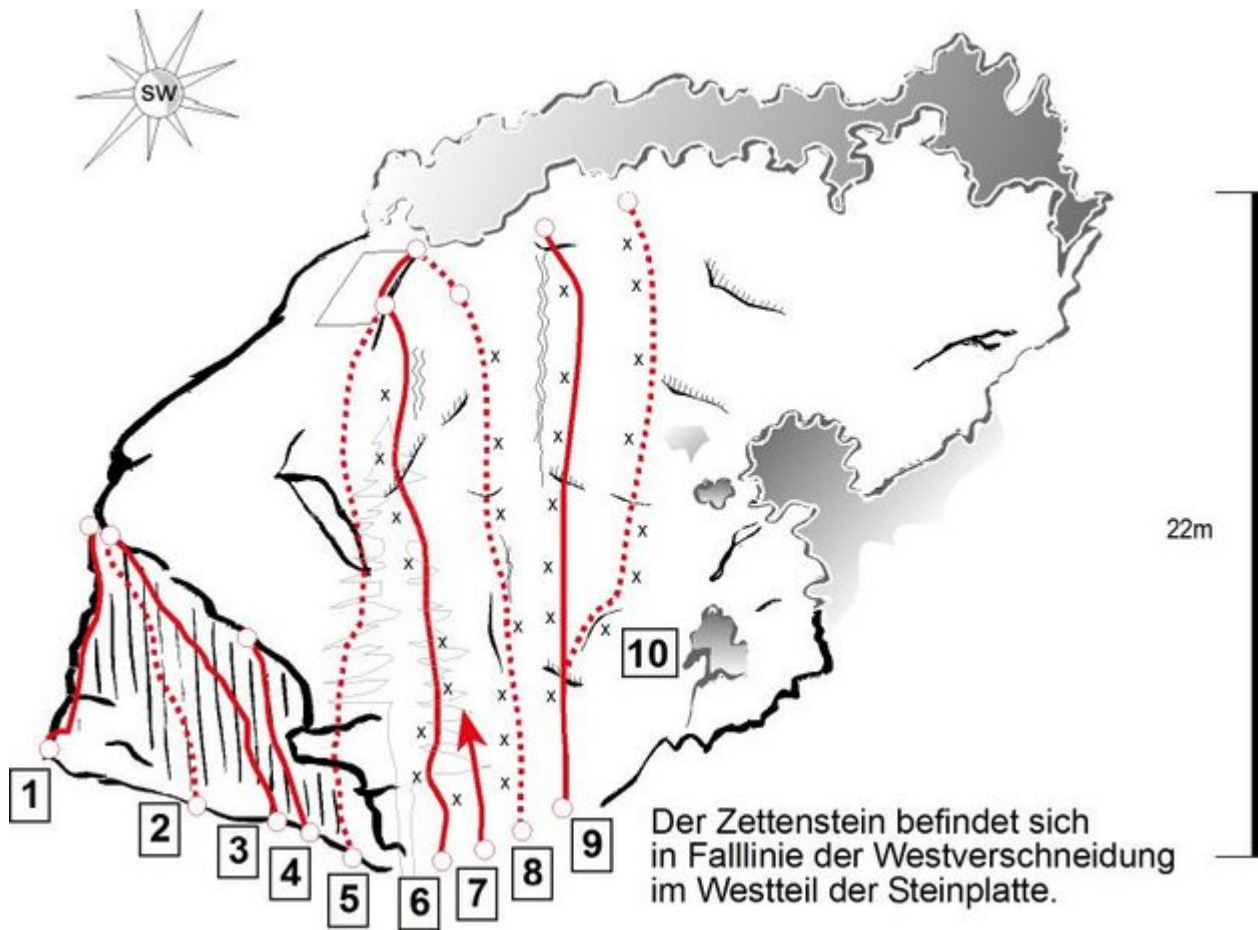 SW
22m
10
1
2
3
4
5
6
7
8
9
Der Zettenstein befindet sich
in Falllinie der Westverschneidung
im Westteil der Steinplatte.